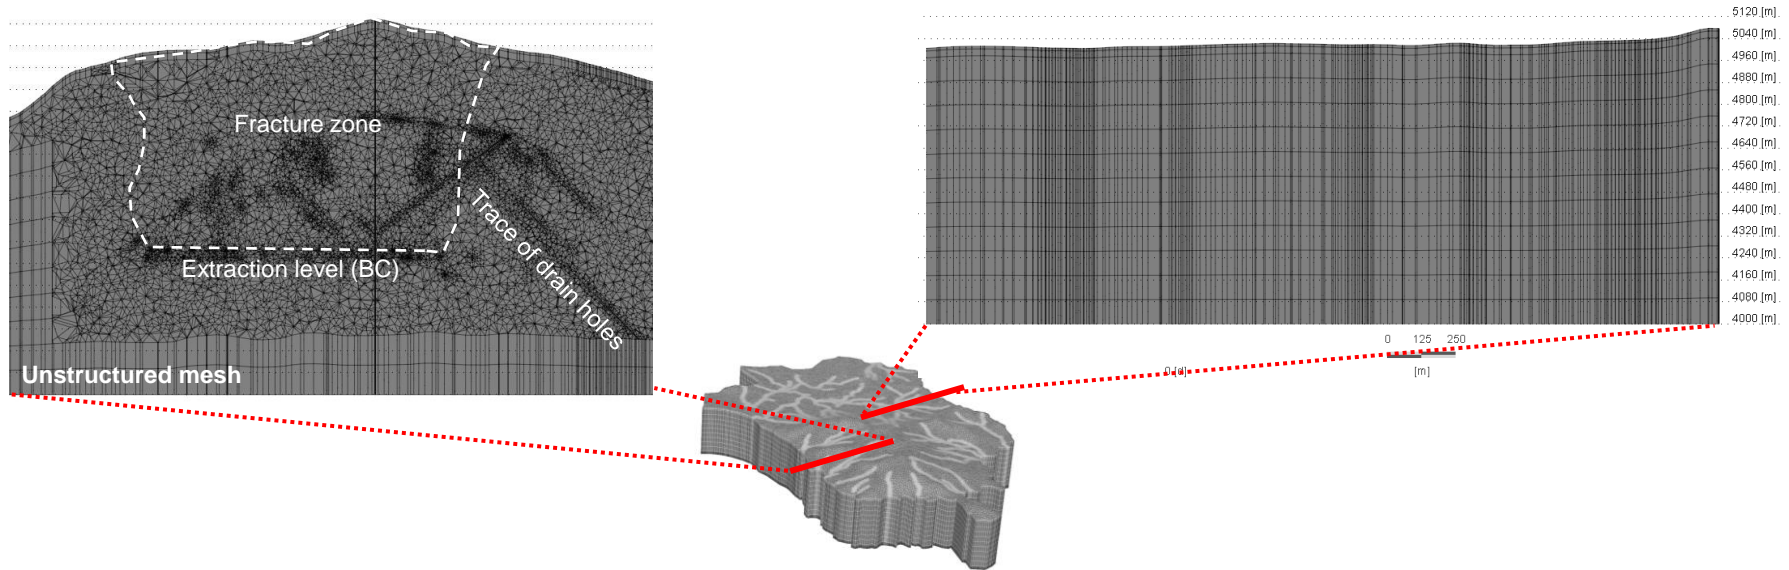 Fracture zone
Extraction level (BC)
Trace of drain holes
Unstructured mesh
5120 [m]
5040 [m]
4960 [m]
4880 [m]
4800 [m]
4720 [m]
4640 [m]
4560 [m]
4480 [m]
4400 [m]
4320 [m]
4240 [m]
4160 [m]
4080 [m]
4000 [m]
0 125 250
[m]
0 [d]